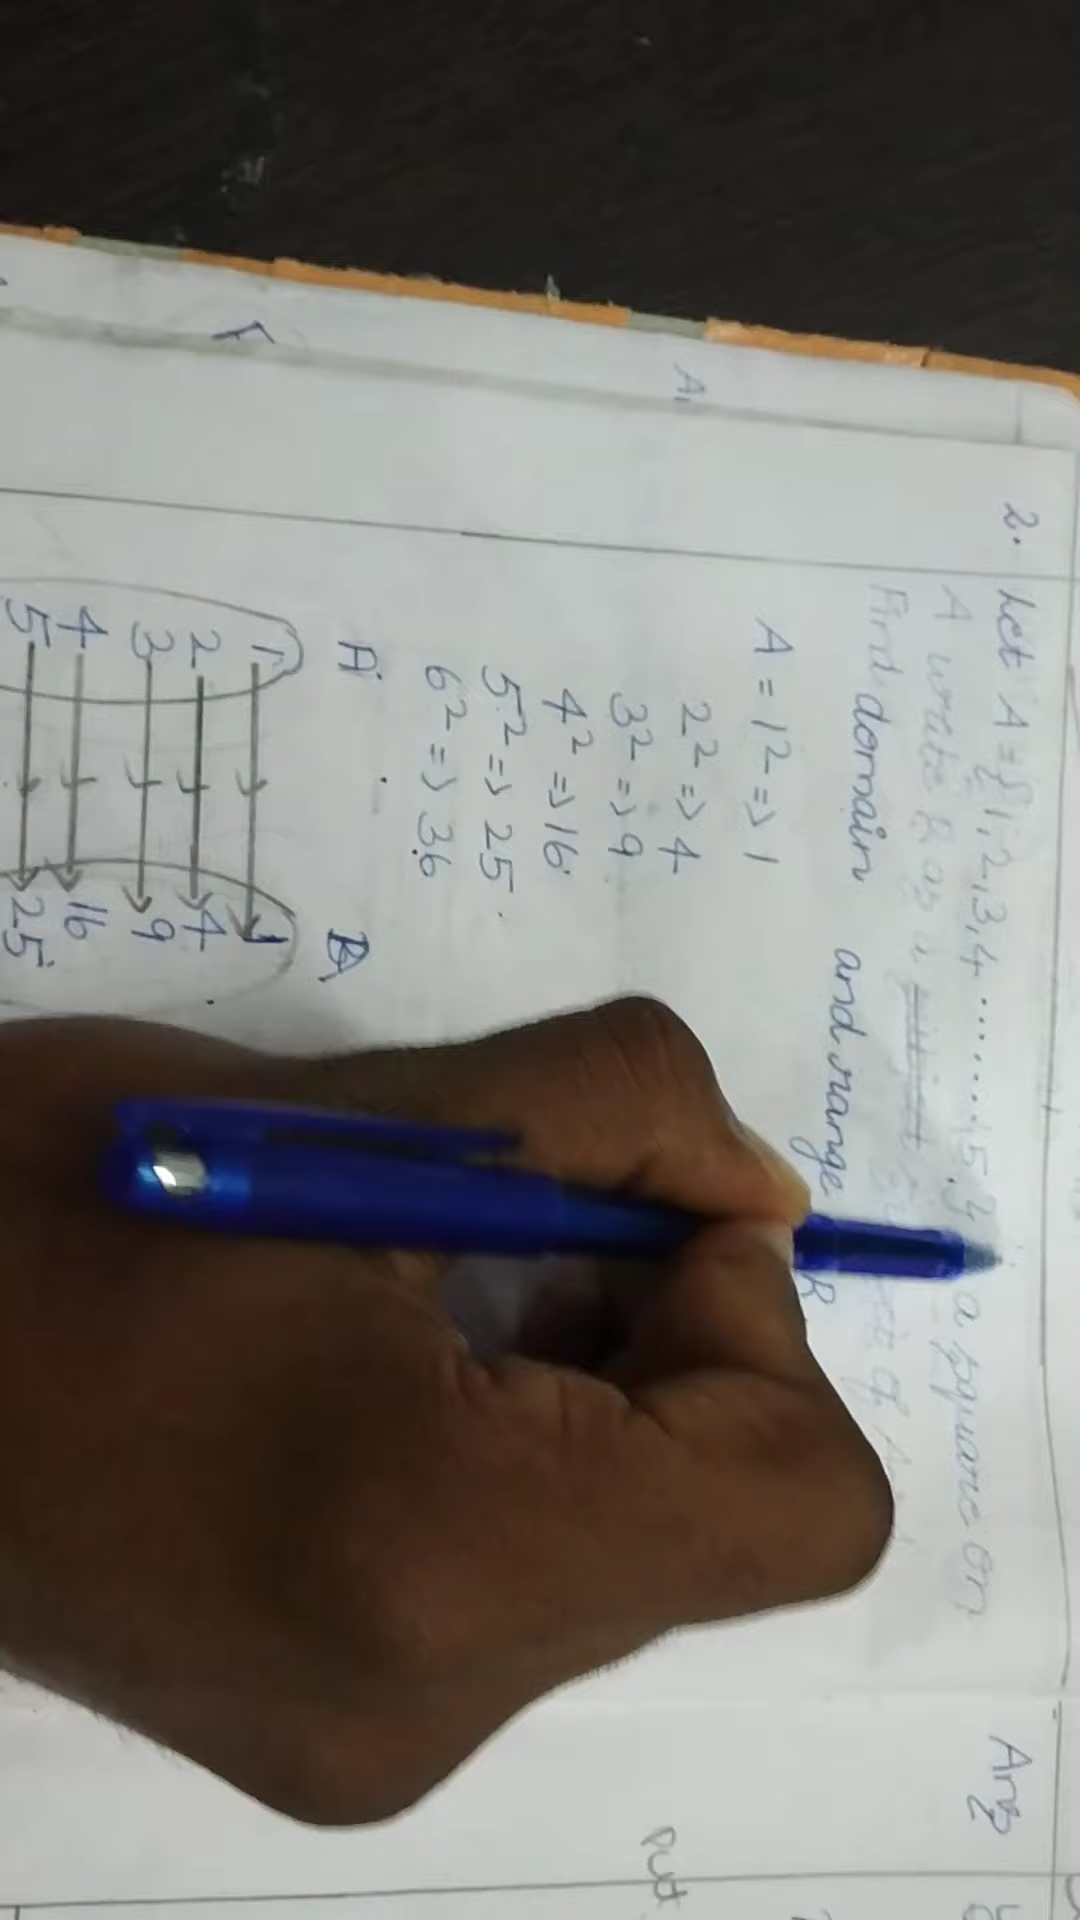 2. Let A = {1,2,3,4 ........ 5.} a square on
A write R as a of
Find domain and range R
A = 1² => 1
2² => 4
3² => 9
4² => 16
5² => 25
6² => 36
A B
1 1
2 4
3 9
4 16
5 25
Ans
Put
A
F